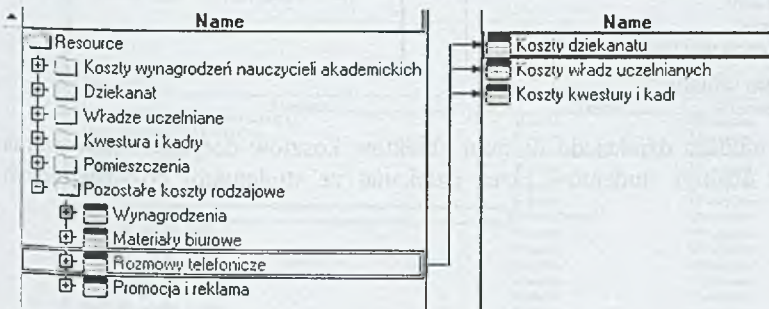 Name
Resource
Koszty wynagrodzeń nauczycieli akademickich
Dziekanat
Władze uczelniane
Kwestura i kadry
Pomieszczenia
Pozostałe koszty rodzajowe
Wynagrodzenia
Materiały biurowe
Rozmowy telefonicze
Promocja i reklama
Name
Koszty dziekanatu
Koszty władz uczelnianych
Koszty kwestury i kadr